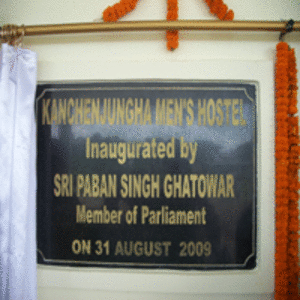 KANCHENJUNGHA MEN'S HOSTEL
Inaugurated by
SRI PABAN SINGH GHATOWAR
Member of Parliament
ON 31 AUGUST 2009